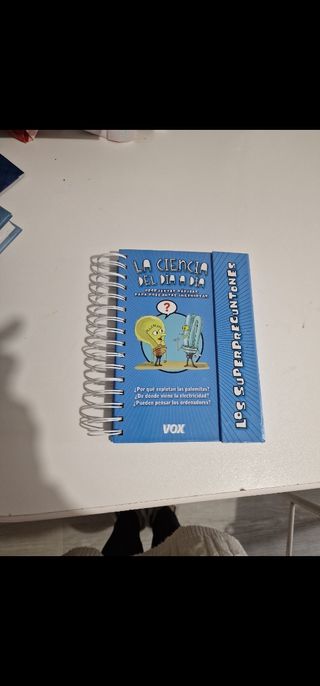 LA CIENCIA
DEL DÍA A DÍA
PARA
?
¿Por qué explotan las palomitas?
¿De dónde viene la electricidad?
¿Pueden pensar los ordenadores?
VOX
LOS SUPERPREGUNTONES